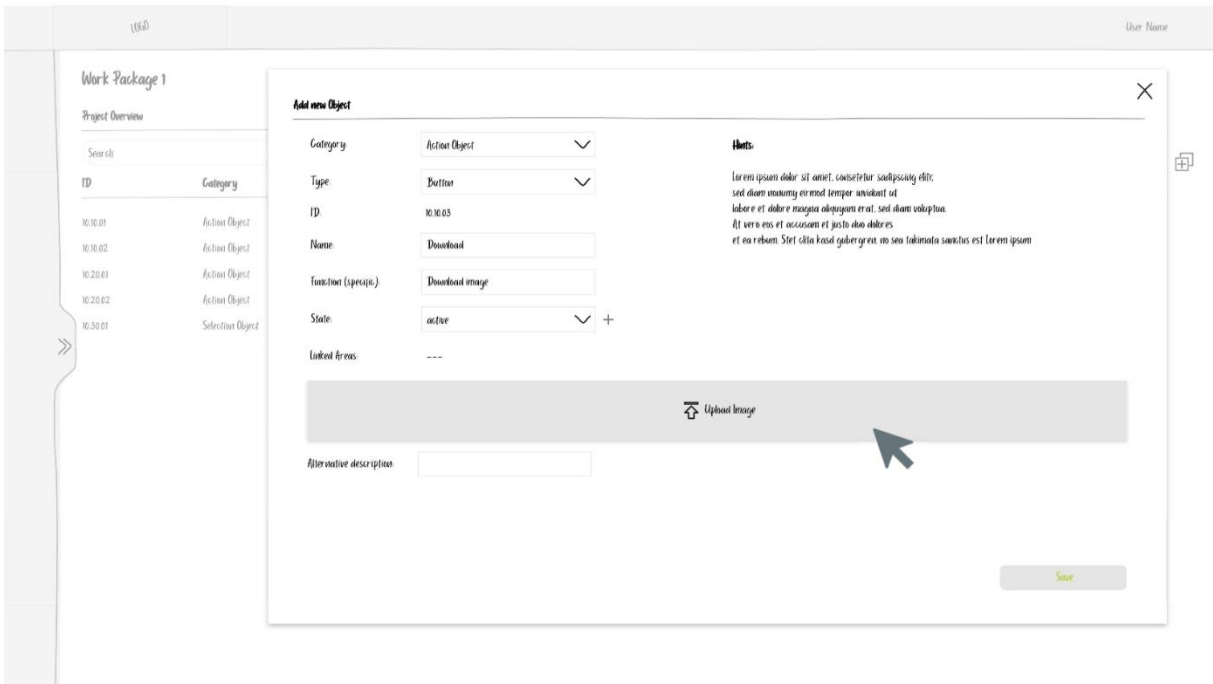 LOGO
User Name
Work Package 1
Project Overview
Search
ID Category
10.10.01 Action Object
10.10.02 Action Object
10.20.01 Action Object
10.20.02 Action Object
10.30.01 Selection Object
Add new Object
Category: Action Object
Type: Button
ID: 10.10.03
Name: Download
Function (specific): Download image
State: active +
Linked Areas: ---
Hints:
Lorem ipsum dolor sit amet, consetetur sadipscing elitr,
sed diam nonumy eirmod tempor invidunt ut
labore et dolore magna aliquyam erat, sed diam voluptua.
At vero eos et accusam et justo duo dolores
et ea rebum. Stet clita kasd gubergren, no sea takimata sanctus est Lorem ipsum
Upload Image
Alternative description:
Save